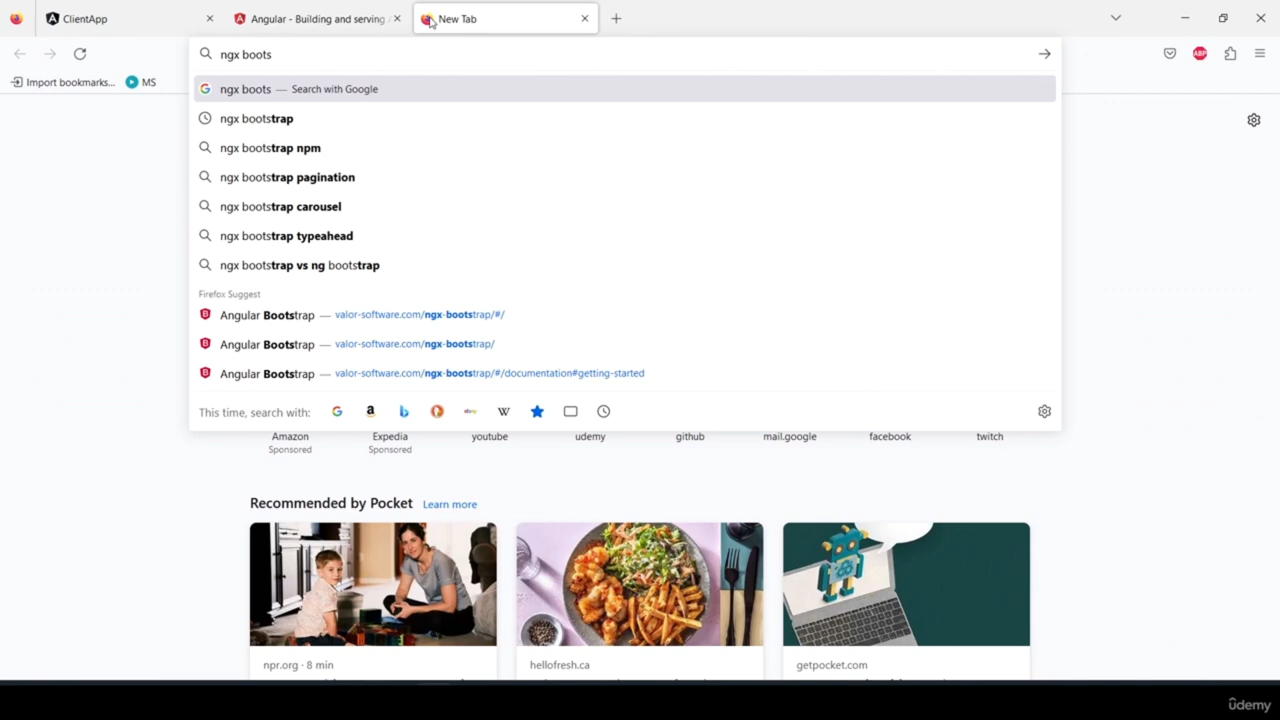 ClientApp
Angular - Building and serving
New Tab
ngx boots
ABP
Import bookmarks...
MS
ngx boots — Search with Google
ngx bootstrap
ngx bootstrap npm
ngx bootstrap pagination
ngx bootstrap carousel
ngx bootstrap typeahead
ngx bootstrap vs ng bootstrap
Firefox Suggest
Angular Bootstrap — valor-software.com/ngx-bootstrap/#/
Angular Bootstrap — valor-software.com/ngx-bootstrap/
Angular Bootstrap — valor-software.com/ngx-bootstrap/#/documentation#getting-started
This time, search with:
Amazon
Sponsored
Expedia
Sponsored
youtube
udemy
github
mail.google
facebook
twitch
Recommended by Pocket Learn more
npr.org · 8 min
hellofresh.ca
getpocket.com
ûdemy